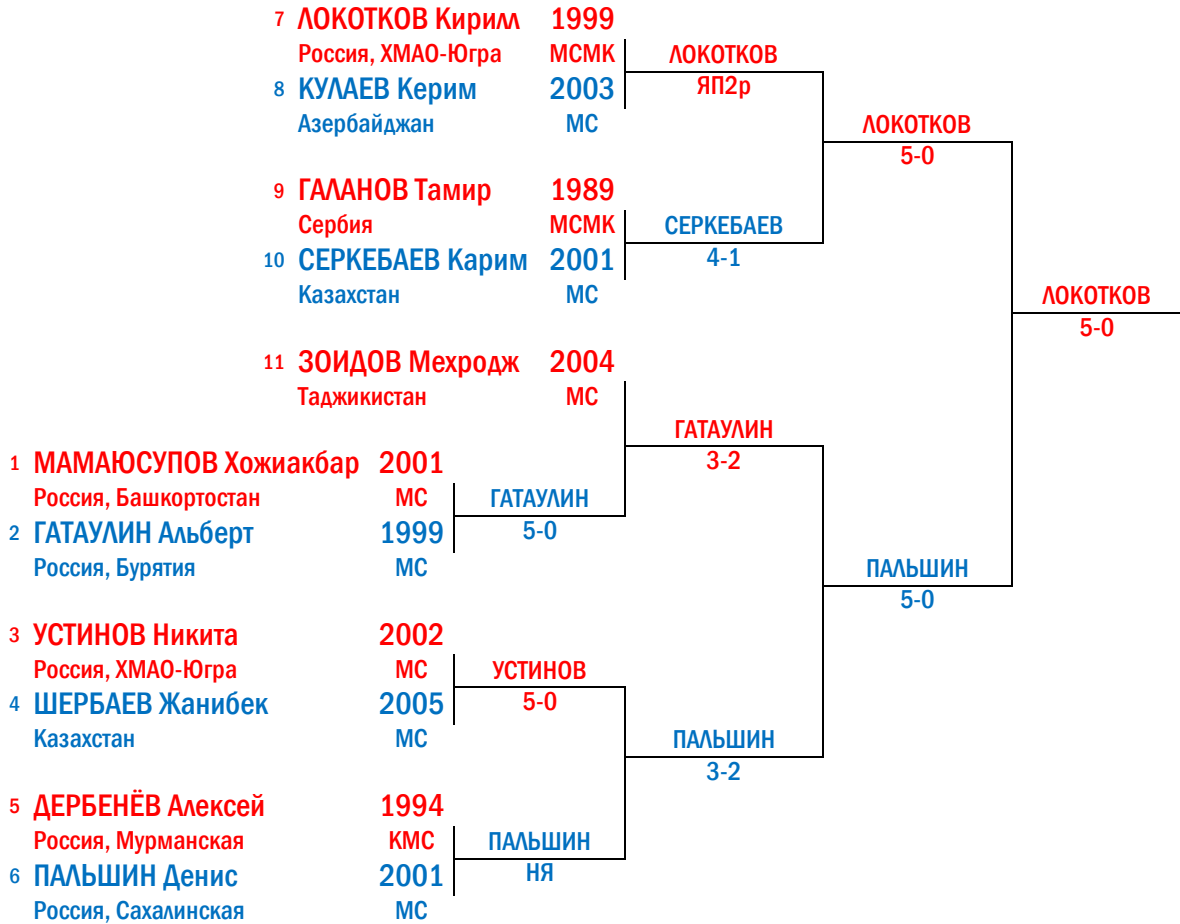 7 ЛОКОТКОВ Кирилл 1999
Россия, ХМАО-Югра МСМК
8 КУЛАЕВ Керим 2003
Азербайджан МС
ЛОКОТКОВ
ЯП2р
9 ГАЛАНОВ Тамир 1989
Сербия МСМК
10 СЕРКЕБАЕВ Карим 2001
Казахстан МС
СЕРКЕБАЕВ
4-1
ЛОКОТКОВ
5-0
11 ЗОИДОВ Мехродж 2004
Таджикистан МС
1 МАМАЮСУПОВ Хожиакбар 2001
Россия, Башкортостан МС
2 ГАТАУЛИН Альберт 1999
Россия, Бурятия МС
ГАТАУЛИН
5-0
ГАТАУЛИН
3-2
3 УСТИНОВ Никита 2002
Россия, ХМАО-Югра МС
4 ШЕРБАЕВ Жанибек 2005
Казахстан МС
УСТИНОВ
5-0
5 ДЕРБЕНЁВ Алексей 1994
Россия, Мурманская КМС
6 ПАЛЬШИН Денис 2001
Россия, Сахалинская МС
ПАЛЬШИН
НЯ
ПАЛЬШИН
3-2
ПАЛЬШИН
5-0
ЛОКОТКОВ
5-0